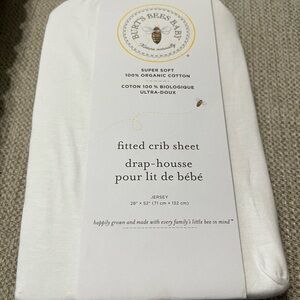 BURT'S BEES BABY
Nature naturally
SUPER SOFT
100% ORGANIC COTTON
COTON 100 % BIOLOGIQUE
ULTRA-DOUX
fitted crib sheet
drap-housse
pour lit de bébé
JERSEY
28" × 52" (71 cm × 132 cm)
happily grown and made with every family's little bee in mind™